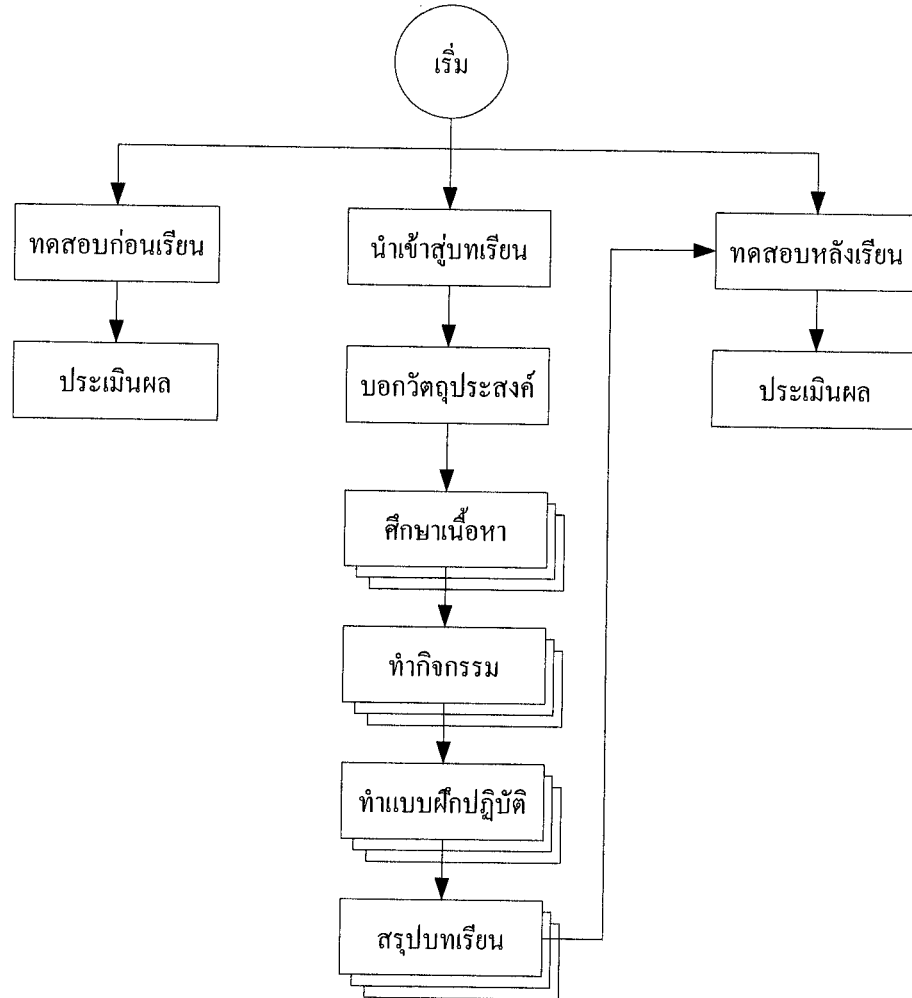 เริ่ม
ทดสอบก่อนเรียน
นำเข้าสู่บทเรียน
ทดสอบหลังเรียน
ประเมินผล
บอกวัตถุประสงค์
ประเมินผล
ศึกษาเนื้อหา
ทำกิจกรรม
ทำแบบฝึกปฏิบัติ
สรุปบทเรียน